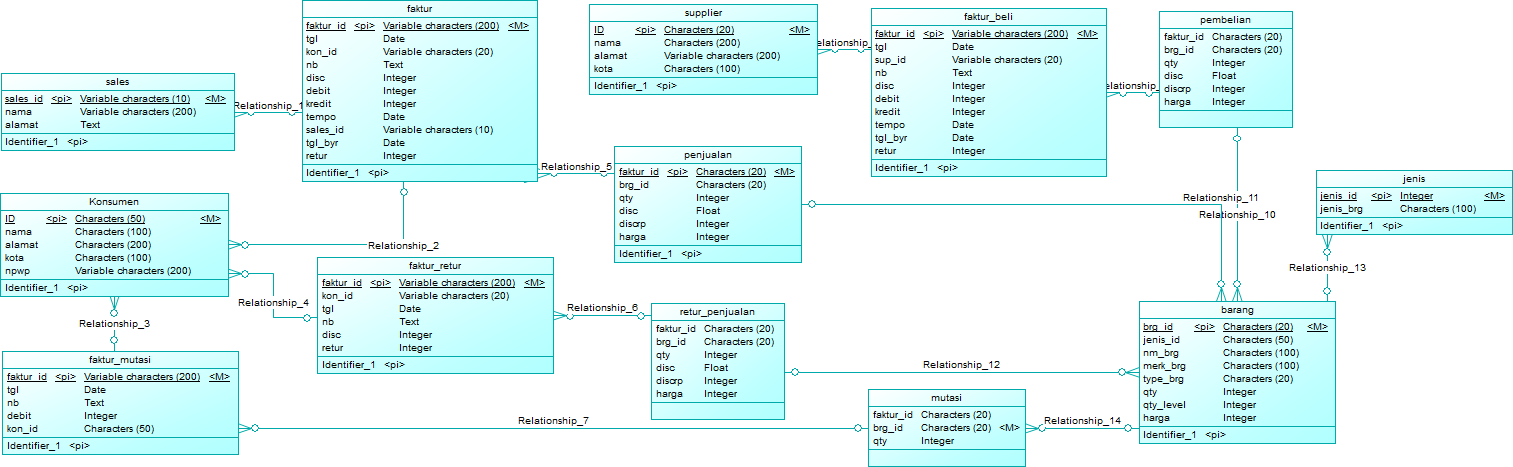 faktur
faktur_id <pi> Variable characters (200) <M>
tgl Date
kon_id Variable characters (20)
nb Text
disc Integer
debit Integer
kredit Integer
tempo Date
sales_id Variable characters (10)
tgl_byr Date
retur Integer
Identifier_1 <pi>
supplier
ID <pi> Characters (20) <M>
nama Characters (200)
alamat Variable characters (200)
kota Characters (100)
Identifier_1 <pi>
elationship_
faktur_beli
faktur_id <pi> Variable characters (200) <M>
tgl Date
sup_id Variable characters (20)
nb Text
disc Integer
debit Integer
kredit Integer
tempo Date
tgl_byr Date
retur Integer
Identifier_1 <pi>
elationship_
pembelian
faktur_id Characters (20)
brg_id Characters (20)
qty Integer
disc Float
discrp Integer
harga Integer
sales
sales_id <pi> Variable characters (10) <M>
nama Variable characters (200)
alamat Text
Identifier_1 <pi>
Relationship_1
Relationship_5
penjualan
faktur_id <pi> Characters (20) <M>
brg_id Characters (20)
qty Integer
disc Float
discrp Integer
harga Integer
Identifier_1 <pi>
Relationship_11
Relationship_10
jenis
jenis_id <pi> Integer <M>
jenis_brg Characters (100)
Identifier_1 <pi>
Relationship_13
Konsumen
ID <pi> Characters (50) <M>
nama Characters (100)
alamat Characters (200)
kota Characters (100)
npwp Variable characters (200)
Identifier_1 <pi>
Relationship_2
Relationship_4
Relationship_3
faktur_retur
faktur_id <pi> Variable characters (200) <M>
kon_id Variable characters (20)
tgl Date
nb Text
disc Integer
retur Integer
Identifier_1 <pi>
Relationship_6
retur_penjualan
faktur_id Characters (20)
brg_id Characters (20)
qty Integer
disc Float
discrp Integer
harga Integer
Relationship_12
barang
brg_id <pi> Characters (20) <M>
jenis_id Characters (50)
nm_brg Characters (100)
merk_brg Characters (100)
type_brg Characters (20)
qty Integer
qty_level Integer
harga Integer
Identifier_1 <pi>
faktur_mutasi
faktur_id <pi> Variable characters (200) <M>
tgl Date
nb Text
debit Integer
kon_id Characters (50)
Identifier_1 <pi>
Relationship_7
mutasi
faktur_id Characters (20)
brg_id Characters (20) <M>
qty Integer
Relationship_14